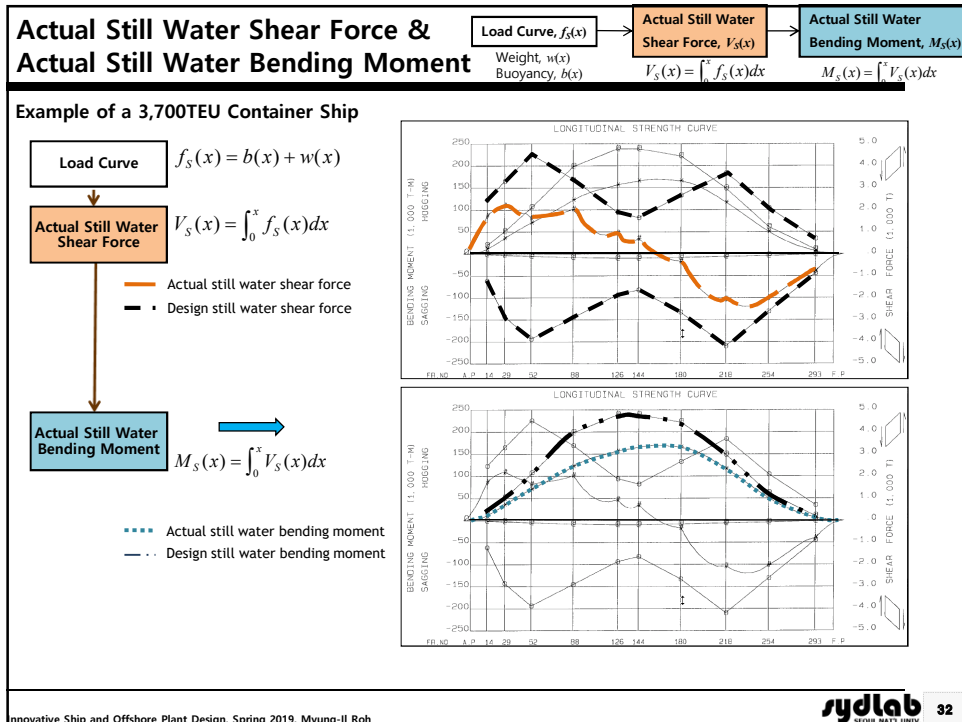 Actual Still Water Shear Force &
Actual Still Water Bending Moment
Load Curve, fS(x)
Weight, w(x)
Buoyancy, b(x)
Actual Still Water
Shear Force, VS(x)
VS(x) = ∫0^x fS(x)dx
Actual Still Water
Bending Moment, MS(x)
MS(x) = ∫0^x VS(x)dx
Example of a 3,700TEU Container Ship
Load Curve
fS(x) = b(x) + w(x)
Actual Still Water
Shear Force
VS(x) = ∫0^x fS(x)dx
Actual still water shear force
Design still water shear force
LONGITUDINAL STRENGTH CURVE
BENDING MOMENT (1,000 T-M)
SAGGING HOGGING
250
200
150
100
50
0
-50
-100
-150
-200
-250
5.0
4.0
3.0
2.0
1.0
.0
-1.0
-2.0
-3.0
-4.0
-5.0
SHEAR FORCE (1,000 T)
FR.NO A.P 14 29 52 88 126 144 180 218 254 293 F P
Actual Still Water
Bending Moment
MS(x) = ∫0^x VS(x)dx
Actual still water bending moment
Design still water bending moment
LONGITUDINAL STRENGTH CURVE
BENDING MOMENT (1,000 T-M)
SAGGING HOGGING
250
200
150
100
50
0
-50
-100
-150
-200
-250
5.0
4.0
3.0
2.0
1.0
.0
-1.0
-2.0
-3.0
-4.0
-5.0
SHEAR FORCE (1,000 T)
FR.NO A.P 14 29 52 88 126 144 180 218 254 293 F P
Innovative Ship and Offshore Plant Design, Spring 2019, Myung-Il Roh
sydlab
SEOUL NAT'L UNIV.
32